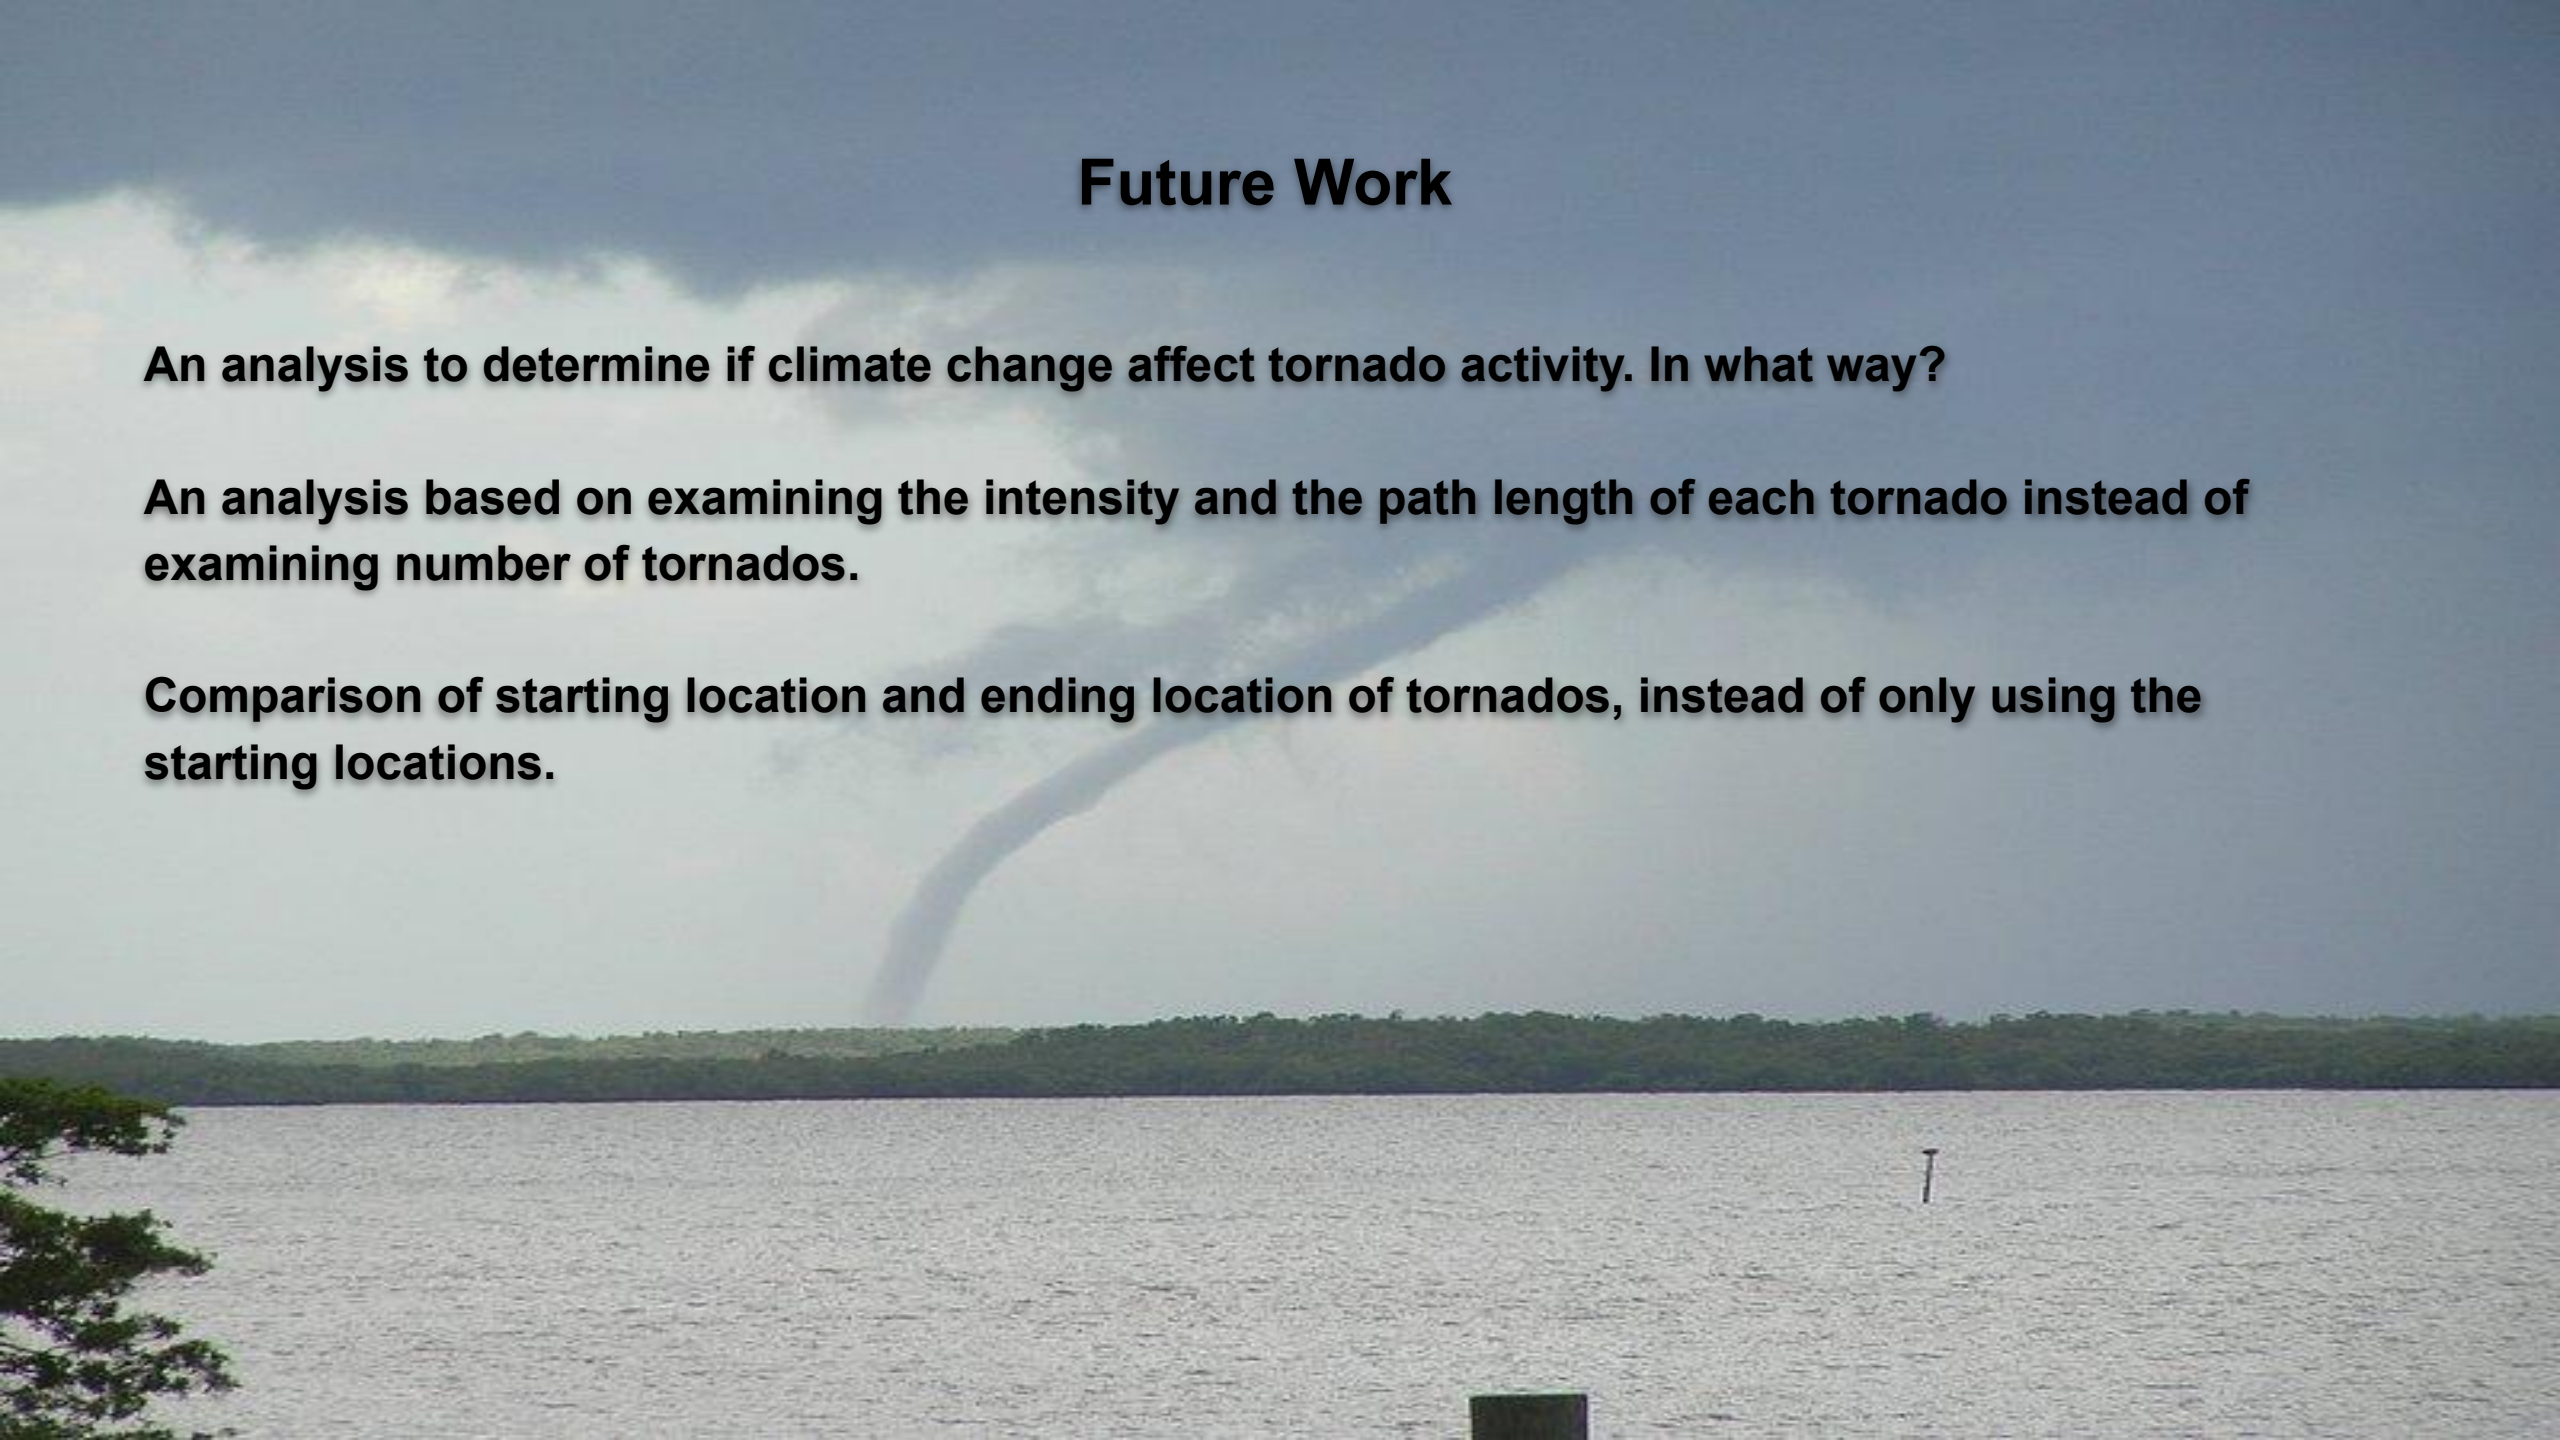 Future Work
An analysis to determine if climate change affect tornado activity. In what way?
An analysis based on examining the intensity and the path length of each tornado instead of
examining number of tornados.
Comparison of starting location and ending location of tornados, instead of only using the
starting locations.